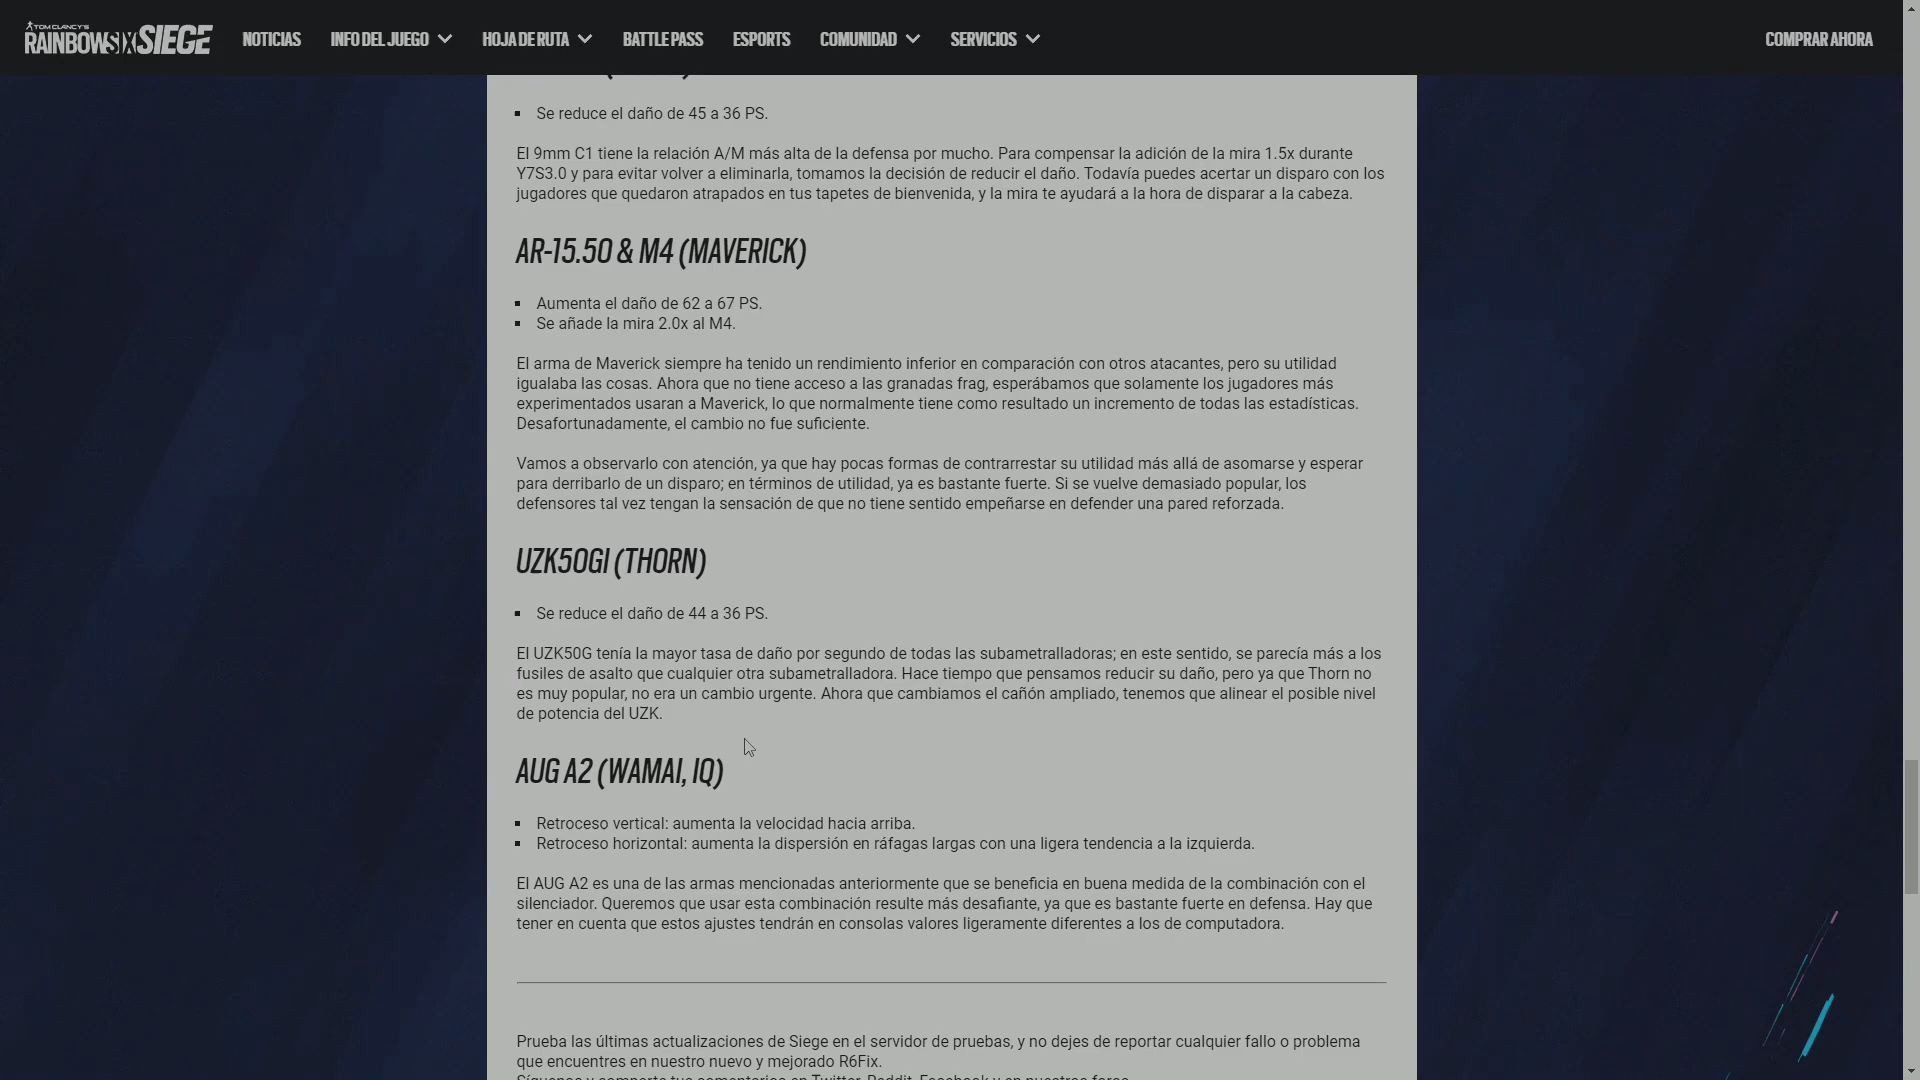 TOM CLANCY'S
RAINBOWSIX SIEGE
NOTICIAS INFO DEL JUEGO HOJA DE RUTA BATTLE PASS ESPORTS COMUNIDAD SERVICIOS COMPRAR AHORA
Se reduce el daño de 45 a 36 PS.
El 9mm C1 tiene la relación A/M más alta de la defensa por mucho. Para compensar la adición de la mira 1.5x durante
Y7S3.0 y para evitar volver a eliminarla, tomamos la decisión de reducir el daño. Todavía puedes acertar un disparo con los
jugadores que quedaron atrapados en tus tapetes de bienvenida, y la mira te ayudará a la hora de disparar a la cabeza.
AR-15.50 & M4 (MAVERICK)
Aumenta el daño de 62 a 67 PS.
Se añade la mira 2.0x al M4.
El arma de Maverick siempre ha tenido un rendimiento inferior en comparación con otros atacantes, pero su utilidad
igualaba las cosas. Ahora que no tiene acceso a las granadas frag, esperábamos que solamente los jugadores más
experimentados usaran a Maverick, lo que normalmente tiene como resultado un incremento de todas las estadísticas.
Desafortunadamente, el cambio no fue suficiente.
Vamos a observarlo con atención, ya que hay pocas formas de contrarrestar su utilidad más allá de asomarse y esperar
para derribarlo de un disparo; en términos de utilidad, ya es bastante fuerte. Si se vuelve demasiado popular, los
defensores tal vez tengan la sensación de que no tiene sentido empeñarse en defender una pared reforzada.
UZK50GI (THORN)
Se reduce el daño de 44 a 36 PS.
El UZK50G tenía la mayor tasa de daño por segundo de todas las subametralladoras; en este sentido, se parecía más a los
fusiles de asalto que cualquier otra subametralladora. Hace tiempo que pensamos reducir su daño, pero ya que Thorn no
es muy popular, no era un cambio urgente. Ahora que cambiamos el cañón ampliado, tenemos que alinear el posible nivel
de potencia del UZK.
AUG A2 (WAMAI, IQ)
Retroceso vertical: aumenta la velocidad hacia arriba.
Retroceso horizontal: aumenta la dispersión en ráfagas largas con una ligera tendencia a la izquierda.
El AUG A2 es una de las armas mencionadas anteriormente que se beneficia en buena medida de la combinación con el
silenciador. Queremos que usar esta combinación resulte más desafiante, ya que es bastante fuerte en defensa. Hay que
tener en cuenta que estos ajustes tendrán en consolas valores ligeramente diferentes a los de computadora.
Prueba las últimas actualizaciones de Siege en el servidor de pruebas, y no dejes de reportar cualquier fallo o problema
que encuentres en nuestro nuevo y mejorado R6Fix.
Síguenos y comparte tus comentarios en Twitter, Reddit, Facebook y en nuestros foros.